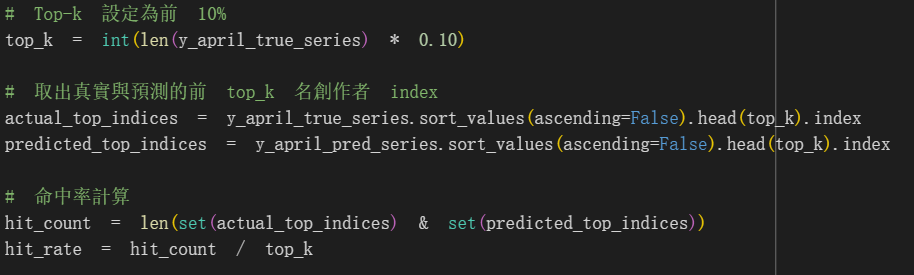 # Top-k 設定為前 10%
top_k = int(len(y_april_true_series) * 0.10)
# 取出真實與預測的前 top_k 名創作者 index
actual_top_indices = y_april_true_series.sort_values(ascending=False).head(top_k).index
predicted_top_indices = y_april_pred_series.sort_values(ascending=False).head(top_k).index
# 命中率計算
hit_count = len(set(actual_top_indices) & set(predicted_top_indices))
hit_rate = hit_count / top_k